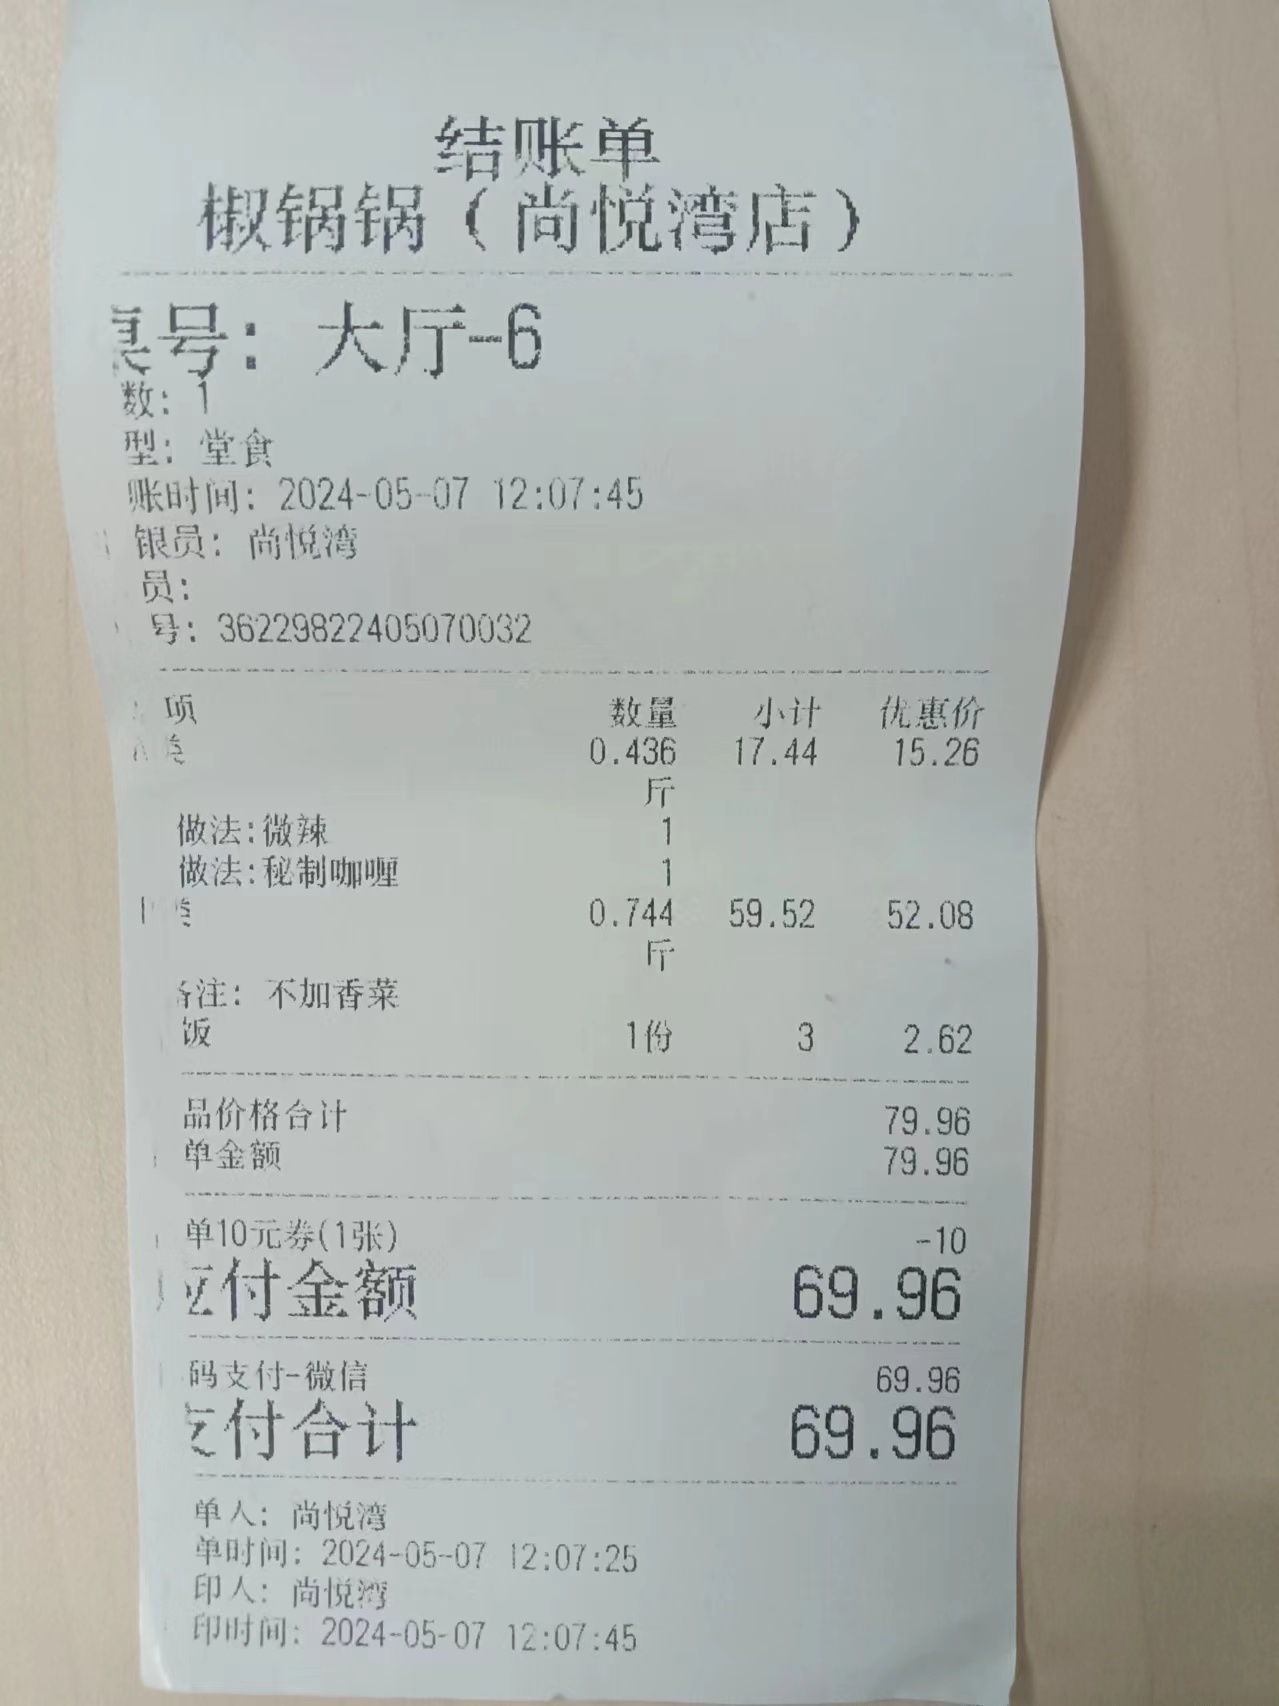 结账单
椒锅锅（尚悦湾店）
号: 大厅-6
数: 1
型: 堂食
账时间: 2024-05-07 12:07:45
银员: 尚悦湾
员:
号: 36229822405070032
项 数量 小计 优惠价
类 0.436 17.44 15.26
斤
做法:微辣 1
做法:秘制咖喱 1
类 0.744 59.52 52.08
斤
备注: 不加香菜
饭 1份 3 2.62
品价格合计 79.96
单金额 79.96
单10元券(1张) -10
应付金额 69.96
码支付-微信 69.96
支付合计 69.96
单人: 尚悦湾
单时间: 2024-05-07 12:07:25
印人: 尚悦湾
印时间: 2024-05-07 12:07:45